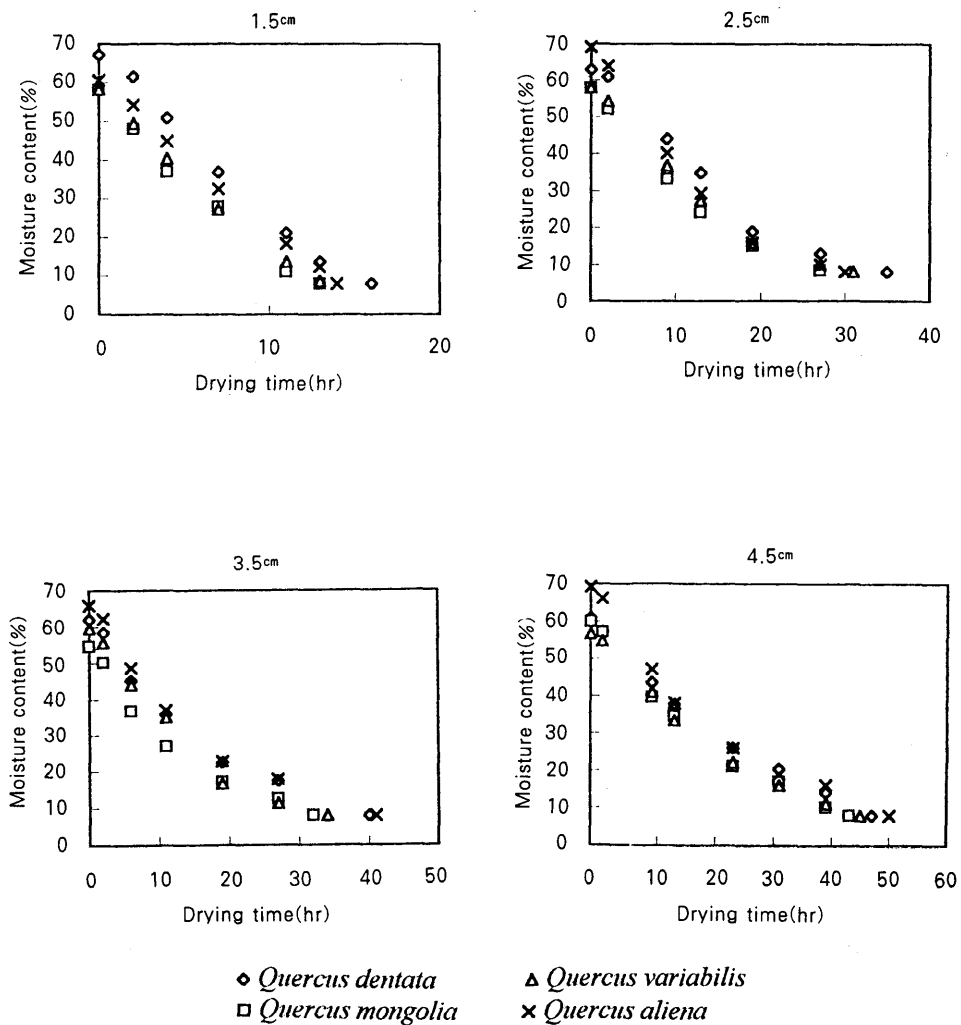 1.5cm
70
60
50
40
30
20
10
0
Moisture content(%)
0 10 20
Drying time(hr)
2.5cm
70
60
50
40
30
20
10
0
Moisture content(%)
0 10 20 30 40
Drying time(hr)
3.5cm
70
60
50
40
30
20
10
0
Moisture content(%)
0 10 20 30 40 50
Drying time(hr)
4.5cm
70
60
50
40
30
20
10
0
Moisture content(%)
0 10 20 30 40 50 60
Drying time(hr)
Quercus dentata
Quercus variabilis
Quercus mongolia
Quercus aliena